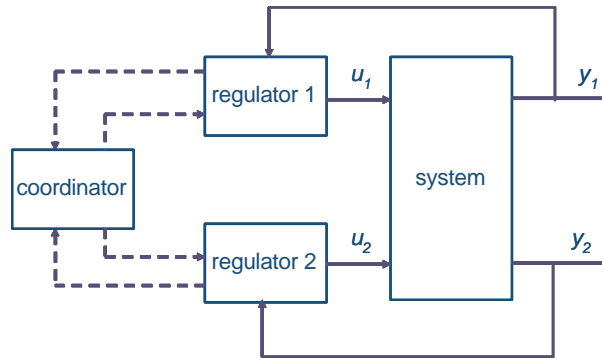 regulator 1
u1
y1
coordinator
system
regulator 2
u2
y2